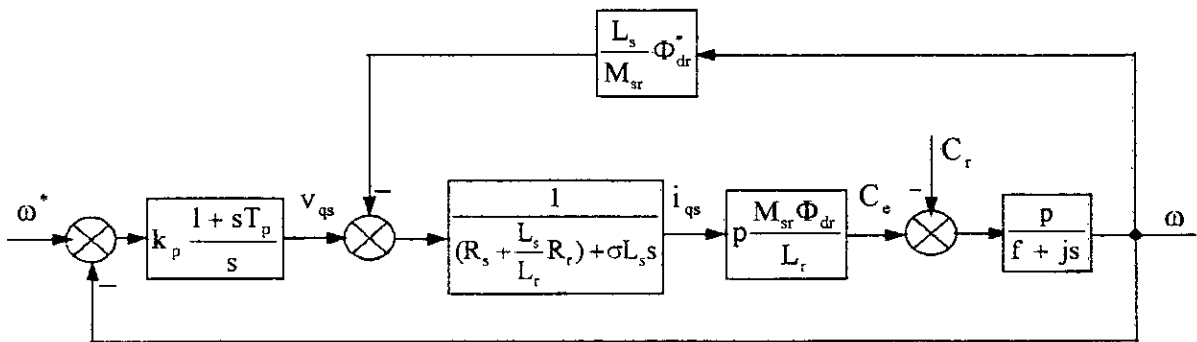 L_s
M_sr
Φ*_dr
−
C_r
−
ω*
−
k_p
1 + sT_p
s
v_qs
1
(R_s + L_s/L_r R_r) + σL_s s
i_qs
p M_sr Φ_dr
L_r
C_e
p
f + js
ω